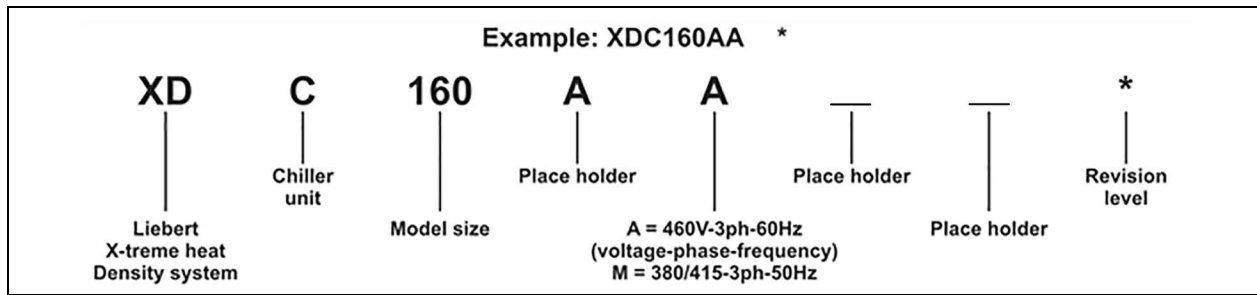 Example: XDC160AA *
XD C 160 A A _ _ *
Chiller
unit
Place holder
Place holder
Revision
level
Liebert
X-treme heat
Density system
Model size
A = 460V-3ph-60Hz
(voltage-phase-frequency)
M = 380/415-3ph-50Hz
Place holder